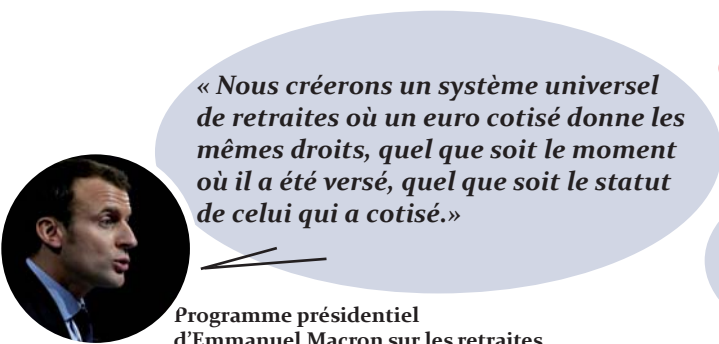 « Nous créerons un système universel
de retraites où un euro cotisé donne les
mêmes droits, quel que soit le moment
où il a été versé, quel que soit le statut
de celui qui a cotisé.»
Programme présidentiel
d'Emmanuel Macron sur les retraites